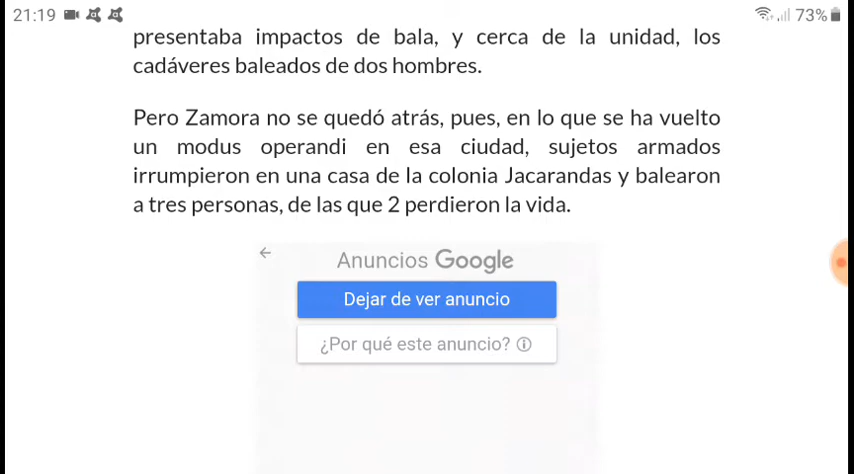 21:19
73%
presentaba impactos de bala, y cerca de la unidad, los
cadáveres baleados de dos hombres.
Pero Zamora no se quedó atrás, pues, en lo que se ha vuelto
un modus operandi en esa ciudad, sujetos armados
irrumpieron en una casa de la colonia Jacarandas y balearon
a tres personas, de las que 2 perdieron la vida.
Anuncios Google
Dejar de ver anuncio
¿Por qué este anuncio?